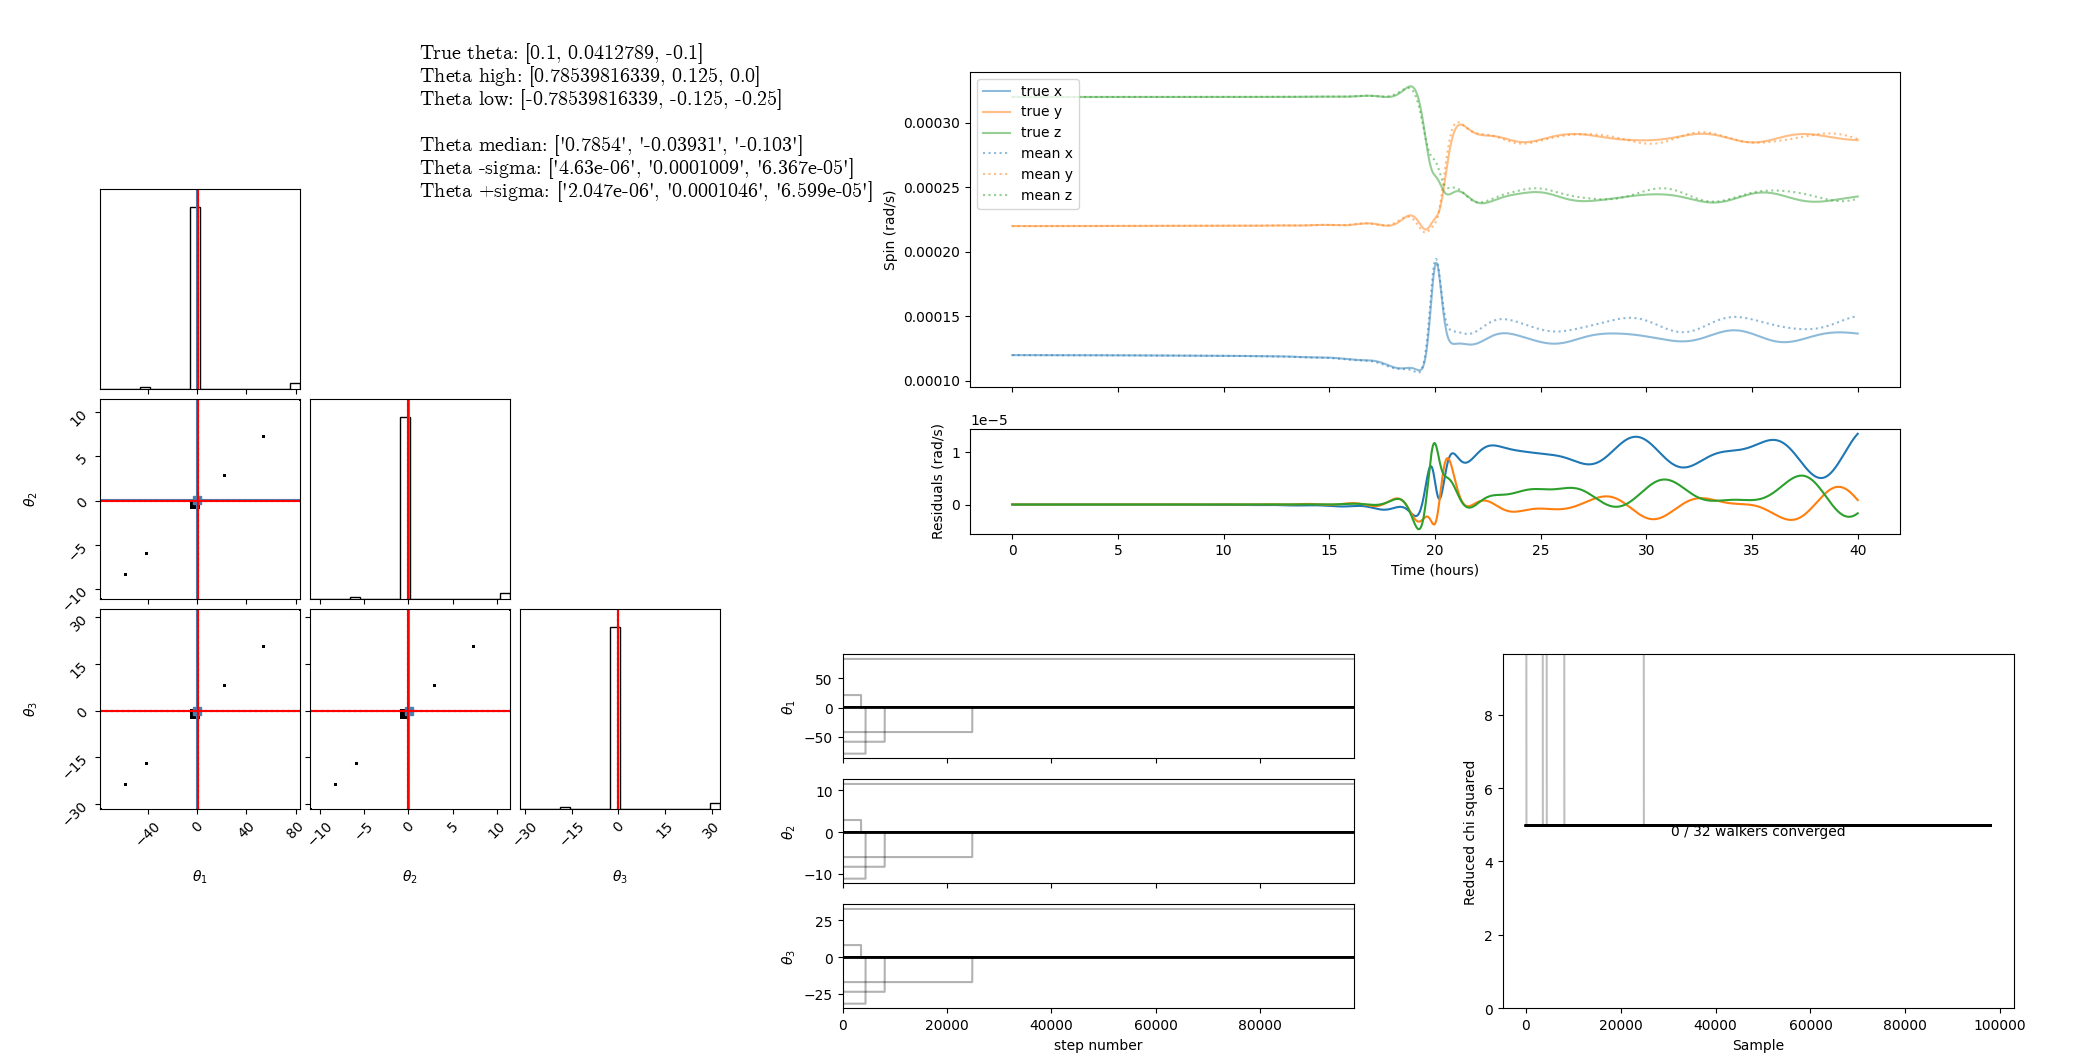 True theta: [0.1, 0.0412789, -0.1]
Theta high: [0.78539816339, 0.125, 0.0]
Theta low: [-0.78539816339, -0.125, -0.25]
Theta median: ['0.7854', '-0.03931', '-0.103']
Theta -sigma: ['4.63e-06', '0.0001009', '6.367e-05']
Theta +sigma: ['2.047e-06', '0.0001046', '6.599e-05']
θ2
10
5
0
−5
−10
θ3
30
15
0
−15
−30
−40
0
40
80
θ1
−10
−5
0
5
10
θ2
−30
−15
0
15
30
θ3
Spin (rad/s)
0.00030
0.00025
0.00020
0.00015
0.00010
true x
true y
true z
mean x
mean y
mean z
1e−5
Residuals (rad/s)
1
0
0
5
10
15
20
25
30
35
40
Time (hours)
θ1
50
0
−50
θ2
10
0
−10
θ3
25
0
−25
0
20000
40000
60000
80000
step number
Reduced chi squared
8
6
4
2
0
0 / 32 walkers converged
0
20000
40000
60000
80000
100000
Sample